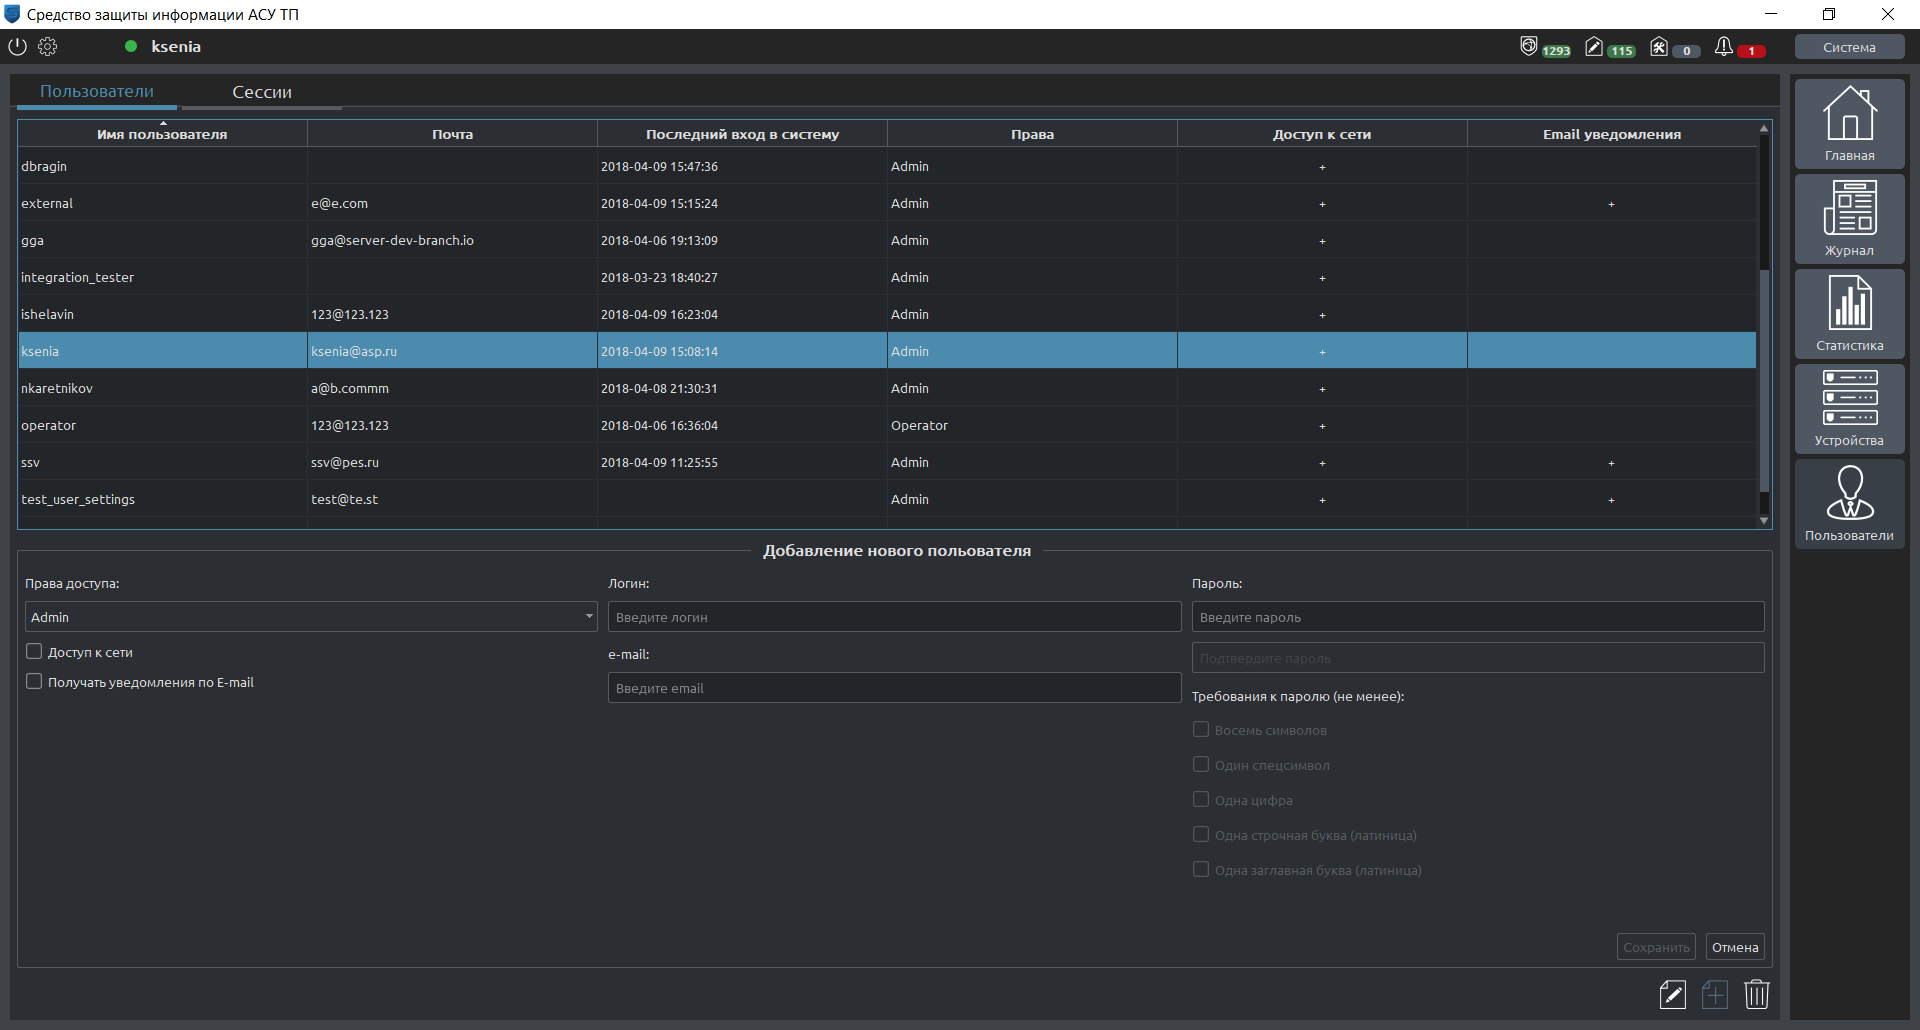 Средство защиты информации АСУ ТП
ksenia
1293 115 0 1
Система
Пользователи Сессии
Имя пользователя Почта Последний вход в систему Права Доступ к сети Email уведомления
dbragin 2018-04-09 15:47:36 Admin +
external e@e.com 2018-04-09 15:15:24 Admin + +
gga gga@server-dev-branch.io 2018-04-06 19:13:09 Admin +
integration_tester 2018-03-23 18:40:27 Admin +
ishelavin 123@123.123 2018-04-09 16:23:04 Admin +
ksenia ksenia@asp.ru 2018-04-09 15:08:14 Admin +
nkaretnikov a@b.commm 2018-04-08 21:30:31 Admin +
operator 123@123.123 2018-04-06 16:36:04 Operator +
ssv ssv@pes.ru 2018-04-09 11:25:55 Admin + +
test_user_settings test@te.st Admin + +
Добавление нового пользователя
Права доступа:
Admin
Доступ к сети
Получать уведомления по E-mail
Логин:
Введите логин
e-mail:
Введите email
Пароль:
Введите пароль
Подтвердите пароль
Требования к паролю (не менее):
Восемь символов
Один спецсимвол
Одна цифра
Одна строчная буква (латиница)
Одна заглавная буква (латиница)
Сохранить Отмена
Главная
Журнал
Статистика
Устройства
Пользователи